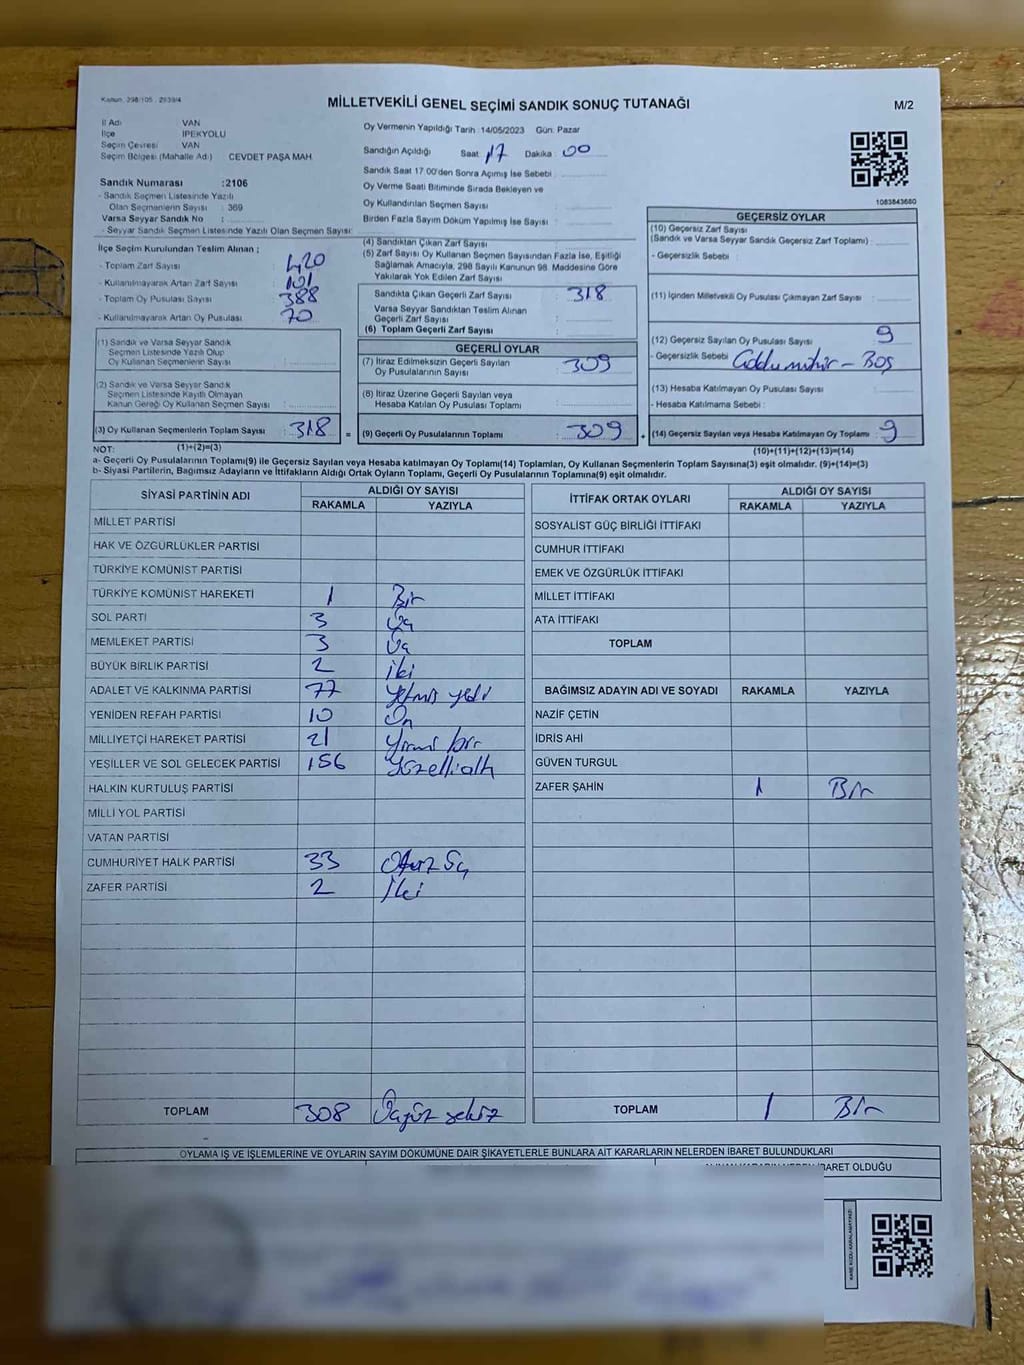 Kanun: 298/105 , 2839/4
MİLLETVEKİLİ GENEL SEÇİMİ SANDIK SONUÇ TUTANAĞI
M/2
İl Adı VAN
İlçe İPEKYOLU
Seçim Çevresi VAN
Seçim Bölgesi (Mahalle Adı) CEVDET PAŞA MAH
Sandık Numarası :2106
- Sandık Seçmen Listesinde Yazılı
Olan Seçmenlerin Sayısı : 369
Varsa Seyyar Sandık No :
- Seyyar Sandık Seçmen Listesinde Yazılı Olan Seçmen Sayısı:
Oy Vermenin Yapıldığı Tarih :14/05/2023 Gün: Pazar
Sandığın Açıldığı Saat: 17 Dakika : 00
Sandık Saat 17.00'den Sonra Açımış İse Sebebi :
Oy Verme Saati Bitiminde Sırada Bekleyen ve
Oy Kullandırılan Seçmen Sayısı :
Birden Fazla Sayım Döküm Yapılmış İse Sayısı :
1083843660
İlçe Seçim Kurulundan Teslim Alınan ;
- Toplam Zarf Sayısı : 420
- Kullanılmayarak Artan Zarf Sayısı : 101
- Toplam Oy Pusulası Sayısı : 388
- Kullanılmayarak Artan Oy Pusulası : 70
(1) Sandık ve Varsa Seyyar Sandık
Seçmen Listesinde Yazılı Olup
Oy Kullanan Seçmenlerin Sayısı :
(2) Sandık ve Varsa Seyyar Sandık
Seçmen Listesinde Kayıtlı Olmayan
Kanun Gereği Oy Kullanan Seçmen Sayısı :
(3) Oy Kullanan Seçmenlerin Toplam Sayısı : 318 =
(4) Sandıktan Çıkan Zarf Sayısı :
(5) Zarf Sayısı Oy Kullanan Seçmen Sayısından Fazla İse, Eşitliği
Sağlamak Amacıyla, 298 Sayılı Kanunun 98. Maddesine Göre
Yakılarak Yok Edilen Zarf Sayısı :
Sandıkta Çıkan Geçerli Zarf Sayısı : 318
Varsa Seyyar Sandıktan Teslim Alınan
Geçerli Zarf Sayısı :
(6) Toplam Geçerli Zarf Sayısı :
GEÇERLİ OYLAR
(7) İtiraz Edilmeksizin Geçerli Sayılan
Oy Pusulalarının Sayısı : 309
(8) İtiraz Üzerine Geçerli Sayılan veya
Hesaba Katılan Oy Pusulası Toplamı :
(9) Geçerli Oy Pusulalarının Toplamı : 309 +
GEÇERSİZ OYLAR
(10) Geçersiz Zarf Sayısı
(Sandık ve Varsa Seyyar Sandık Geçersiz Zarf Toplamı) :
- Geçersizlik Sebebi :
(11) İçinden Milletvekili Oy Pusulası Çıkmayan Zarf Sayısı :
(12) Geçersiz Sayılan Oy Pusulası Sayısı : 9
- Geçersizlik Sebebi : - Boş
(13) Hesaba Katılmayan Oy Pusulası Sayısı :
- Hesaba Katılmama Sebebi :
(14) Geçersiz Sayılan veya Hesaba Katılmayan Oy Toplamı : 9
NOT: (1)+(2)=(3) (10)+(11)+(12)+(13)=(14)
a- Geçerli Oy Pusulalarının Toplamı(9) ile Geçersiz Sayılan veya Hesaba katılmayan Oy Toplamı(14) Toplamları, Oy Kullanan Seçmenlerin Toplam Sayısına(3) eşit olmalıdır. (9)+(14)=(3)
b- Siyasi Partilerin, Bağımsız Adayların ve İttifakların Aldığı Ortak Oyların Toplamı, Geçerli Oy Pusulalarının Toplamına(9) eşit olmalıdır.
SİYASİ PARTİNİN ADI ALDIĞI OY SAYISI
RAKAMLA YAZIYLA
MİLLET PARTİSİ
HAK VE ÖZGÜRLÜKLER PARTİSİ
TÜRKİYE KOMÜNİST PARTİSİ
TÜRKİYE KOMÜNİST HAREKETİ 1 Bir
SOL PARTİ 3 Üç
MEMLEKET PARTİSİ 3 Üç
BÜYÜK BİRLİK PARTİSİ 2 iki
ADALET VE KALKINMA PARTİSİ 77 yetmiş yedi
YENİDEN REFAH PARTİSİ 10 On
MİLLİYETÇİ HAREKET PARTİSİ 21 yirmi bir
YEŞİLLER VE SOL GELECEK PARTİSİ 156 Yüzellialtı
HALKIN KURTULUŞ PARTİSİ
MİLLİ YOL PARTİSİ
VATAN PARTİSİ
CUMHURİYET HALK PARTİSİ 33 Otuz Üç
ZAFER PARTİSİ 2 İki
TOPLAM 308 Üçyüz sekiz
İTTİFAK ORTAK OYLARI ALDIĞI OY SAYISI
RAKAMLA YAZIYLA
SOSYALİST GÜÇ BİRLİĞİ İTTİFAKI
CUMHUR İTTİFAKI
EMEK VE ÖZGÜRLÜK İTTİFAKI
MİLLET İTTİFAKI
ATA İTTİFAKI
TOPLAM
BAĞIMSIZ ADAYIN ADI VE SOYADI RAKAMLA YAZIYLA
NAZİF ÇETİN
İDRİS AHİ
GÜVEN TURGUL
ZAFER ŞAHİN 1 Bir
TOPLAM 1 Bir
OYLAMA İŞ VE İŞLEMLERİNE VE OYLARIN SAYIM DÖKÜMÜNE DAİR ŞİKAYETLERLE BUNLARA AİT KARARLARIN NELERDEN İBARET BULUNDUKLARI
İBARET OLDUĞU
KARE KODU KARALAMAYINIZ!